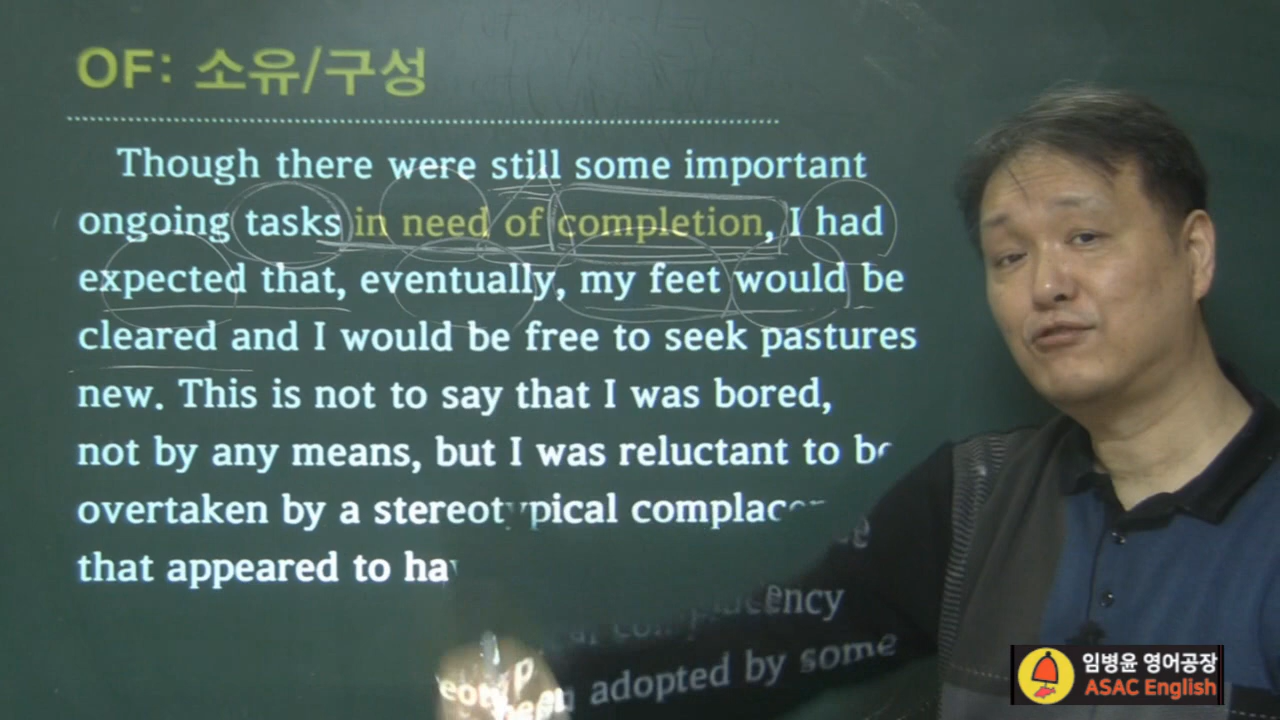 OF: 소유/구성
Though there were still some important
ongoing tasks in need of completion, I had
expected that, eventually, my feet would be
cleared and I would be free to seek pastures
new. This is not to say that I was bored,
not by any means, but I was reluctant to be
overtaken by a stereotypical complacency
that appeared to have been adopted by some
임병윤 영어공장
ASAC English